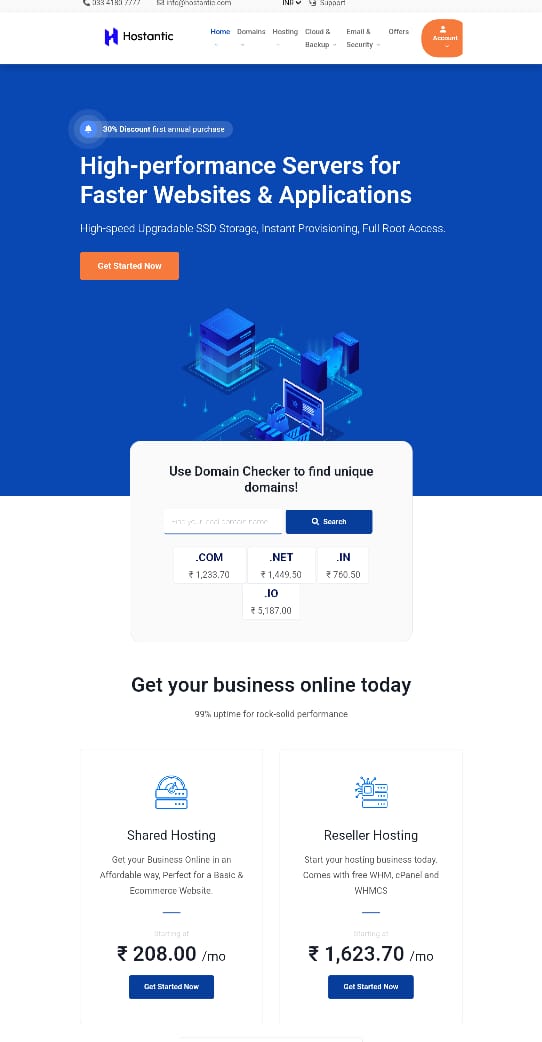 033 4180 7777
info@hostantic.com
INR
Support
Hostantic
Home
Domains
Hosting
Cloud &
Backup
Email &
Security
Offers
Account
30% Discount first annual purchase
High-performance Servers for
Faster Websites & Applications
High-speed Upgradable SSD Storage, Instant Provisioning, Full Root Access.
Get Started Now
Use Domain Checker to find unique
domains!
Find your ideal domain name
Search
.COM
₹ 1,233.70
.NET
₹ 1,449.50
.IN
₹ 760.50
.IO
₹ 5,187.00
Get your business online today
99% uptime for rock-solid performance
Shared Hosting
Get your Business Online in an
Affordable way, Perfect for a Basic &
Ecommerce Website.
Starting at
₹ 208.00 /mo
Get Started Now
Reseller Hosting
Start your hosting business today.
Comes with free WHM, cPanel and
WHMCS
Starting at
₹ 1,623.70 /mo
Get Started Now